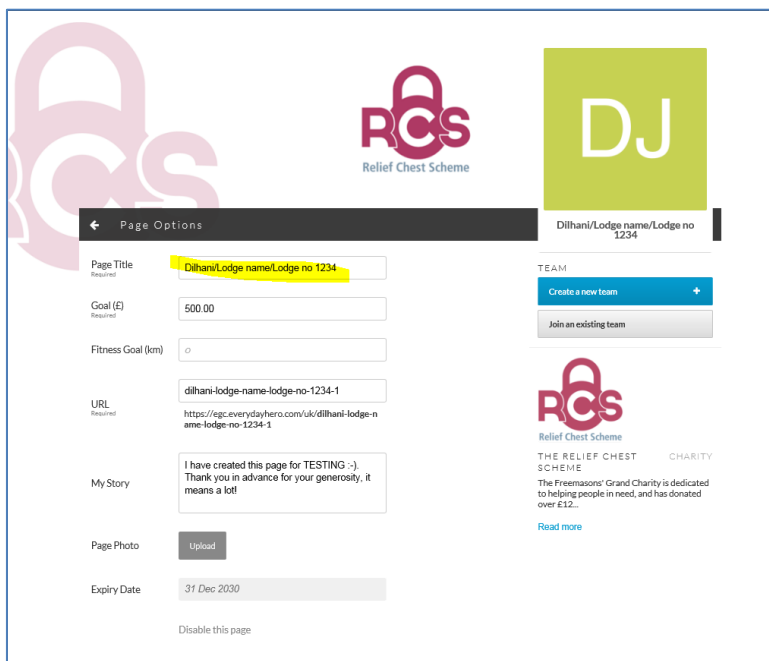 RCS
RCS
Relief Chest Scheme
DJ
Page Options
Dilhani/Lodge name/Lodge no
1234
Page Title
Required
Dilhani/Lodge name/Lodge no 1234
Goal (£)
Required
500.00
Fitness Goal (km)
0
URL
Required
dilhani-lodge-name-lodge-no-1234-1
https://egc.everydayhero.com/uk/dilhani-lodge-n
ame-lodge-no-1234-1
My Story
I have created this page for TESTING :-).
Thank you in advance for your generosity, it
means a lot!
Page Photo
Upload
Expiry Date
31 Dec 2030
Disable this page
TEAM
Create a new team +
Join an existing team
RCS
Relief Chest Scheme
THE RELIEF CHEST CHARITY
SCHEME
The Freemasons' Grand Charity is dedicated
to helping people in need, and has donated
over £12...
Read more